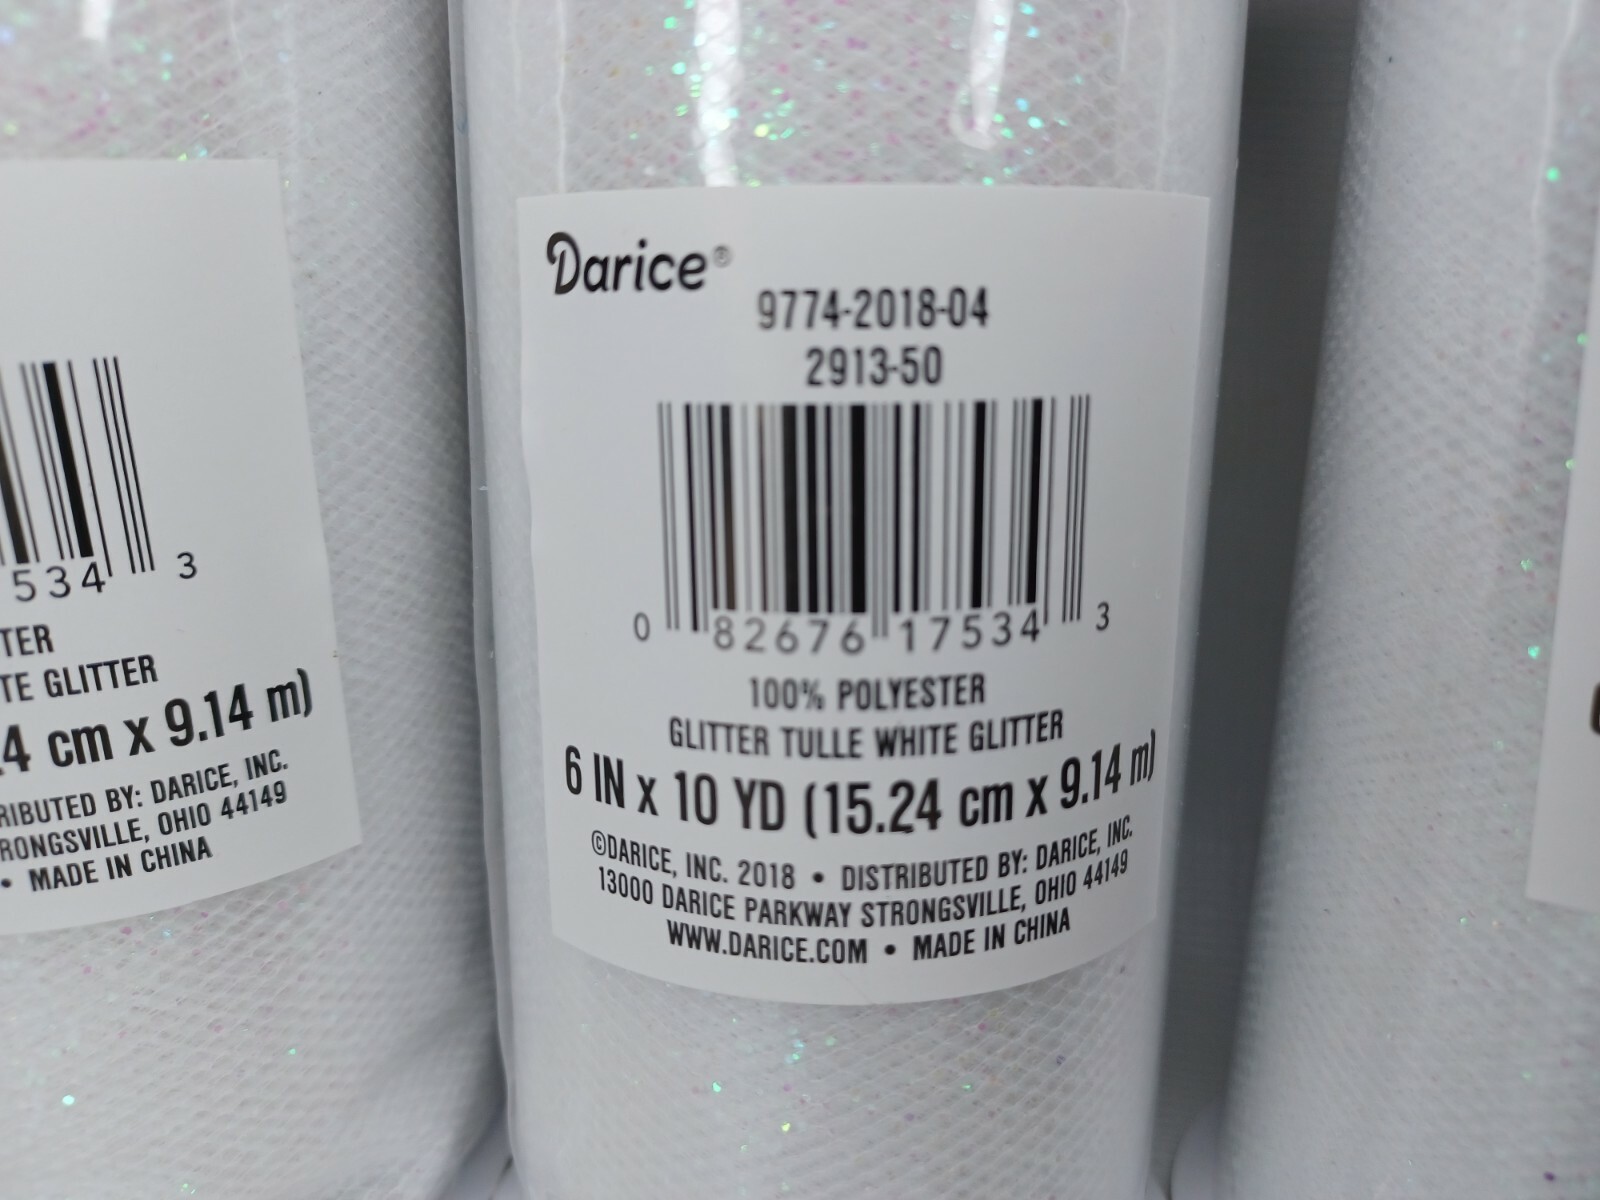 Darice®
9774-2018-04
2913-50
0 82676 17534 3
100% POLYESTER
GLITTER TULLE WHITE GLITTER
6 IN x 10 YD (15.24 cm x 9.14 m)
©DARICE, INC. 2018 • DISTRIBUTED BY: DARICE, INC.
13000 DARICE PARKWAY STRONGSVILLE, OHIO 44149
WWW.DARICE.COM • MADE IN CHINA
534 3
TER
TE GLITTER
4 cm x 9.14 m)
RIBUTED BY: DARICE, INC.
RONGSVILLE, OHIO 44149
• MADE IN CHINA